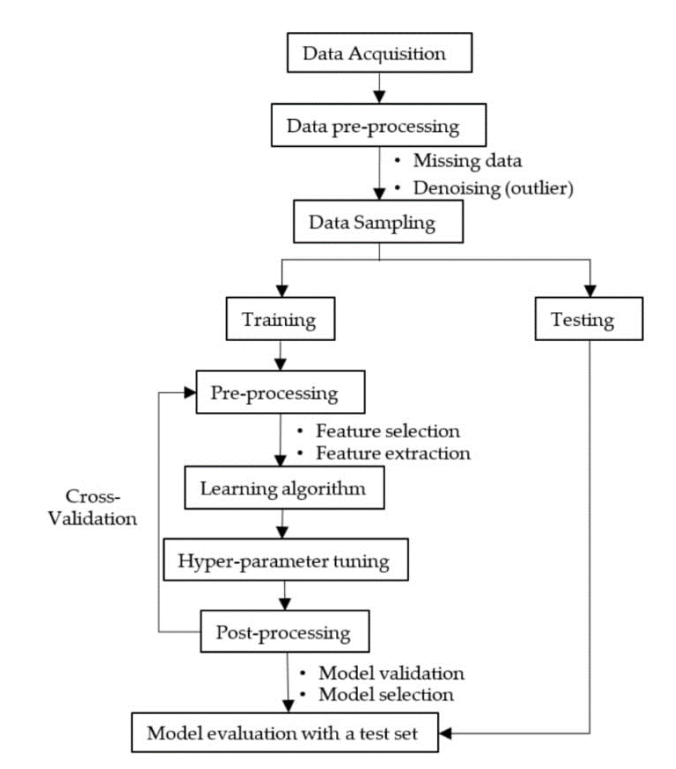 Data Acquisition
Data pre-processing
• Missing data
• Denoising (outlier)
Data Sampling
Training
Testing
Pre-processing
• Feature selection
• Feature extraction
Learning algorithm
Cross-
Validation
Hyper-parameter tuning
Post-processing
• Model validation
• Model selection
Model evaluation with a test set